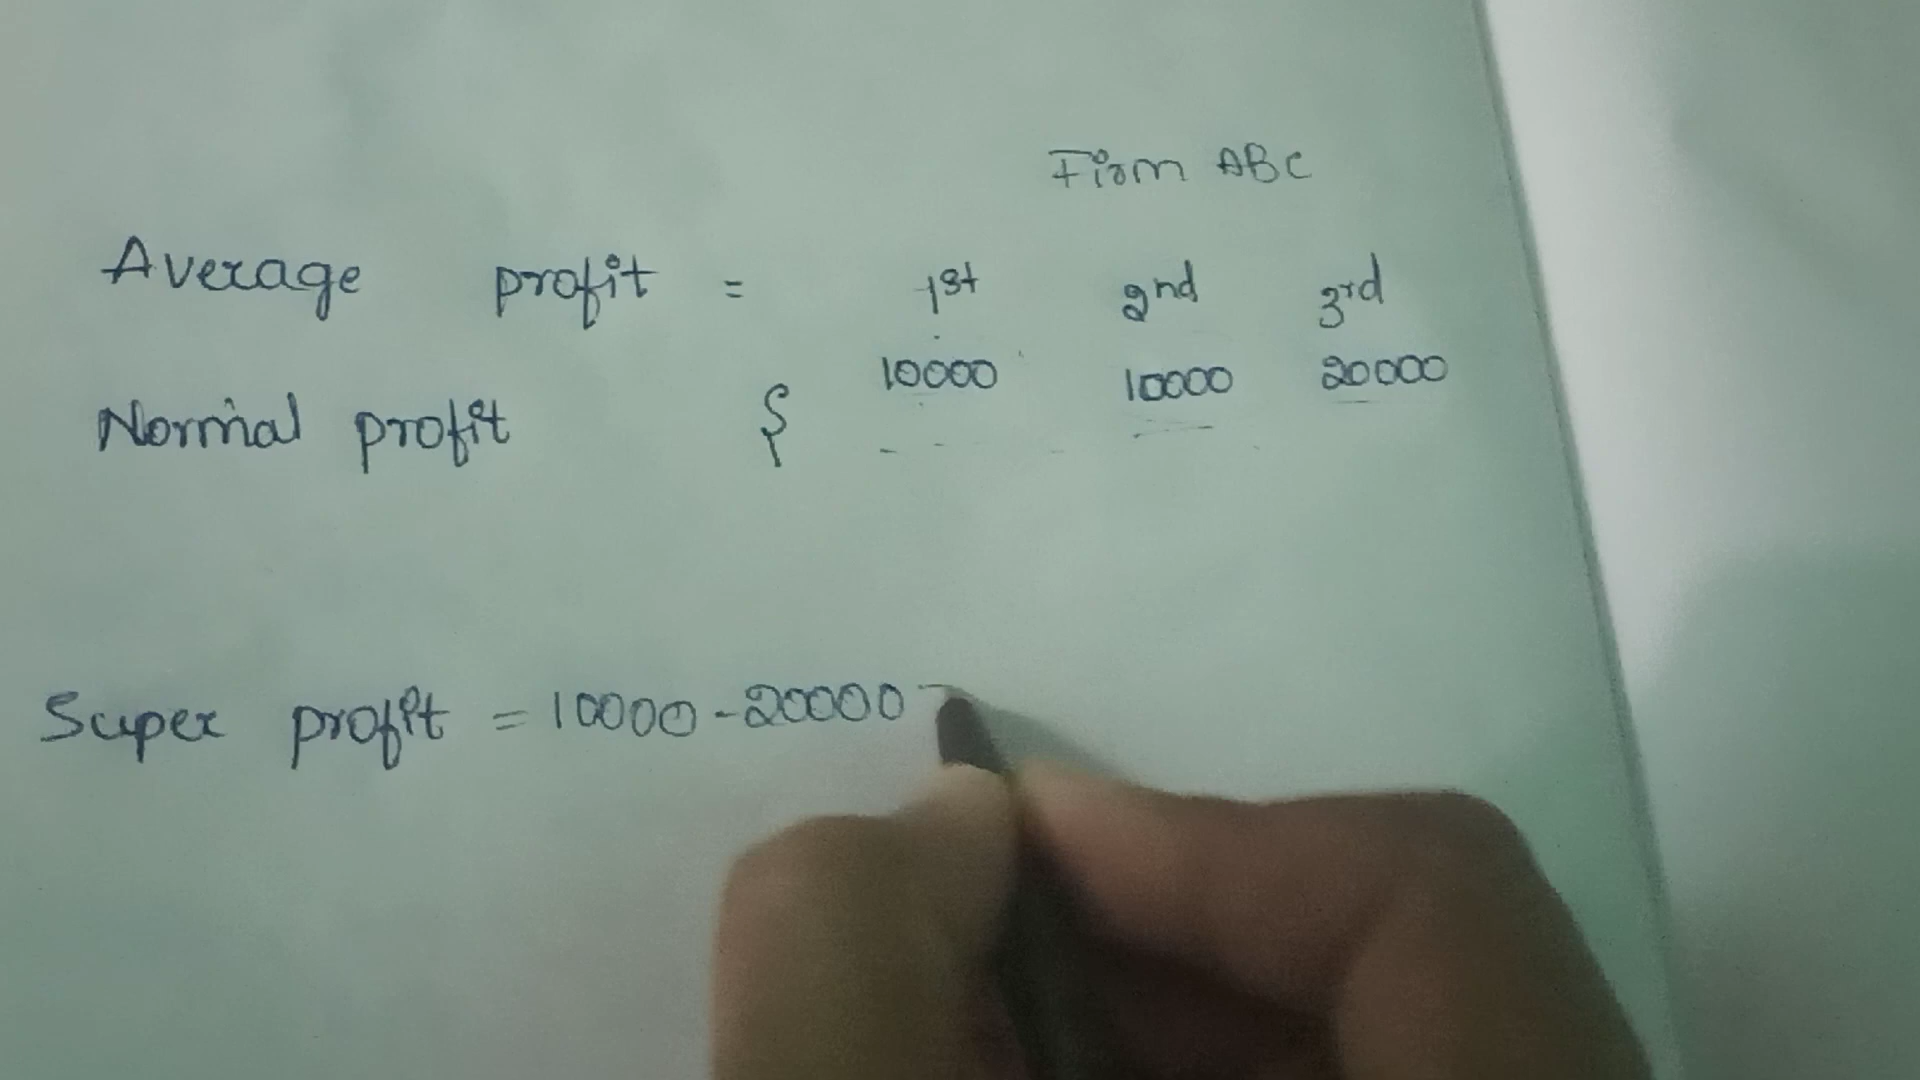 Firm ABC
Average profit = 1st 2nd 3rd
10000 10000 20000
Normal profit
Super profit = 10000 - 20000